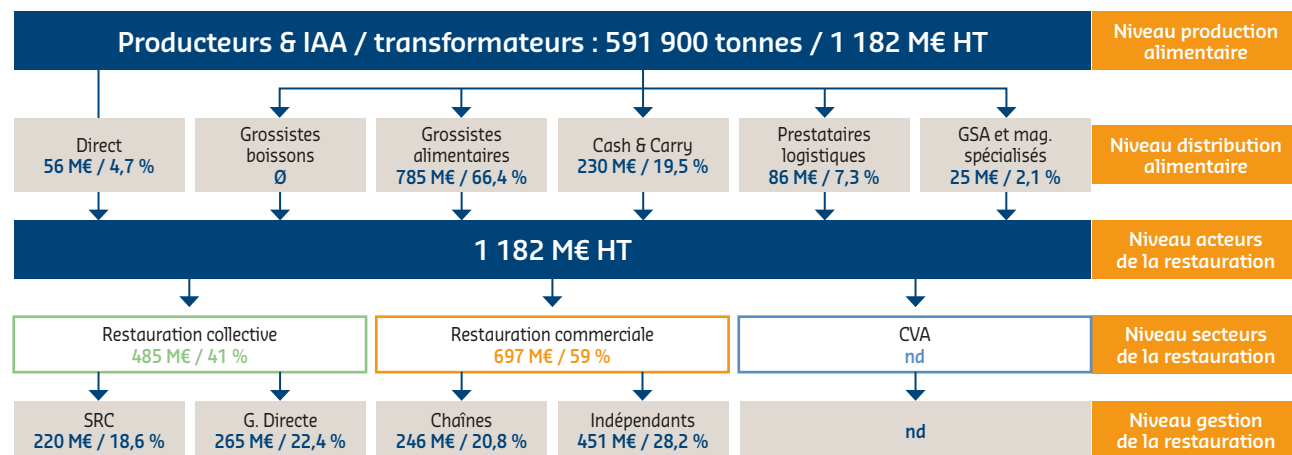 Producteurs & IAA / transformateurs : 591 900 tonnes / 1 182 M€ HT
Niveau production
alimentaire
Direct
56 M€ / 4,7 %
Grossistes
boissons
Ø
Grossistes
alimentaires
785 M€ / 66,4 %
Cash & Carry
230 M€ / 19,5 %
Prestataires
logistiques
86 M€ / 7,3 %
GSA et mag.
spécialisés
25 M€ / 2,1 %
Niveau distribution
alimentaire
1 182 M€ HT
Niveau acteurs
de la restauration
Restauration collective
485 M€ / 41 %
Restauration commerciale
697 M€ / 59 %
CVA
nd
Niveau secteurs
de la restauration
SRC
220 M€ / 18,6 %
G. Directe
265 M€ / 22,4 %
Chaînes
246 M€ / 20,8 %
Indépendants
451 M€ / 28,2 %
nd
Niveau gestion
de la restauration